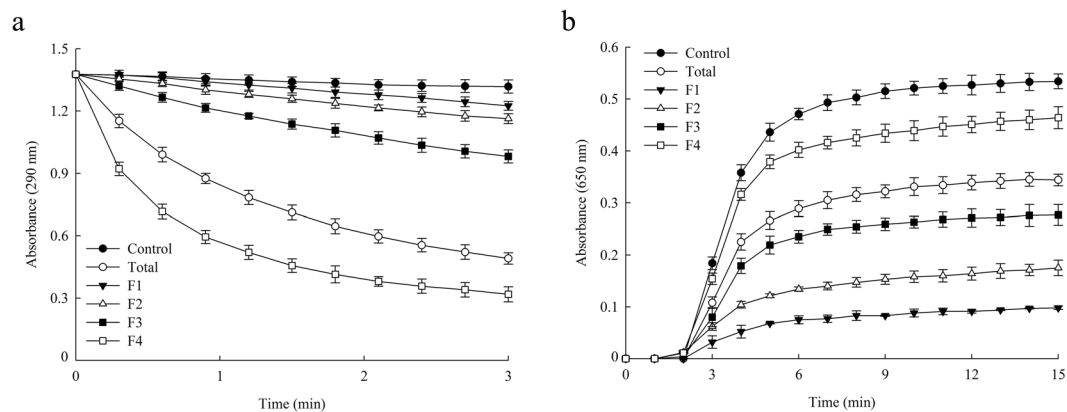 a
Absorbance (290 nm)
1.5
1.2
0.9
0.6
0.3
0
Control
Total
F1
F2
F3
F4
0
1
2
3
Time (min)
b
Absorbance (650 nm)
0.6
0.5
0.4
0.3
0.2
0.1
0.0
Control
Total
F1
F2
F3
F4
0
3
6
9
12
15
Time (min)